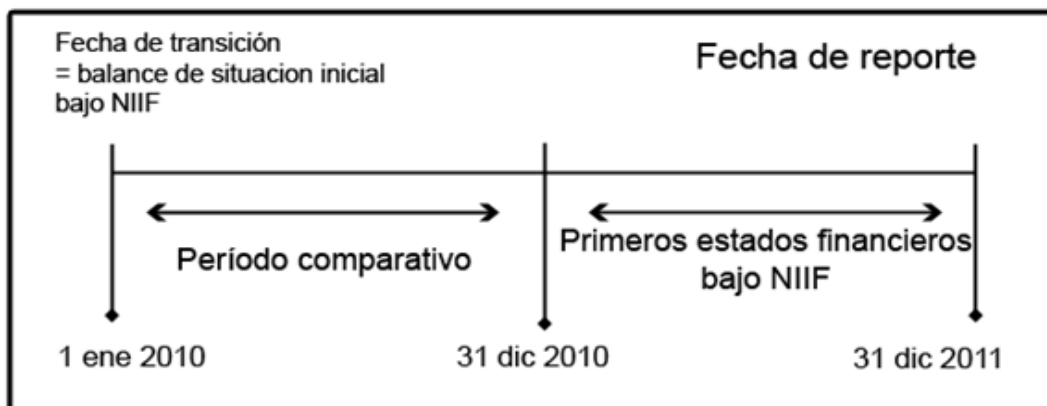 Fecha de transición
= balance de situacion inicial
bajo NIIF
Fecha de reporte
Período comparativo
Primeros estados financieros
bajo NIIF
1 ene 2010
31 dic 2010
31 dic 2011